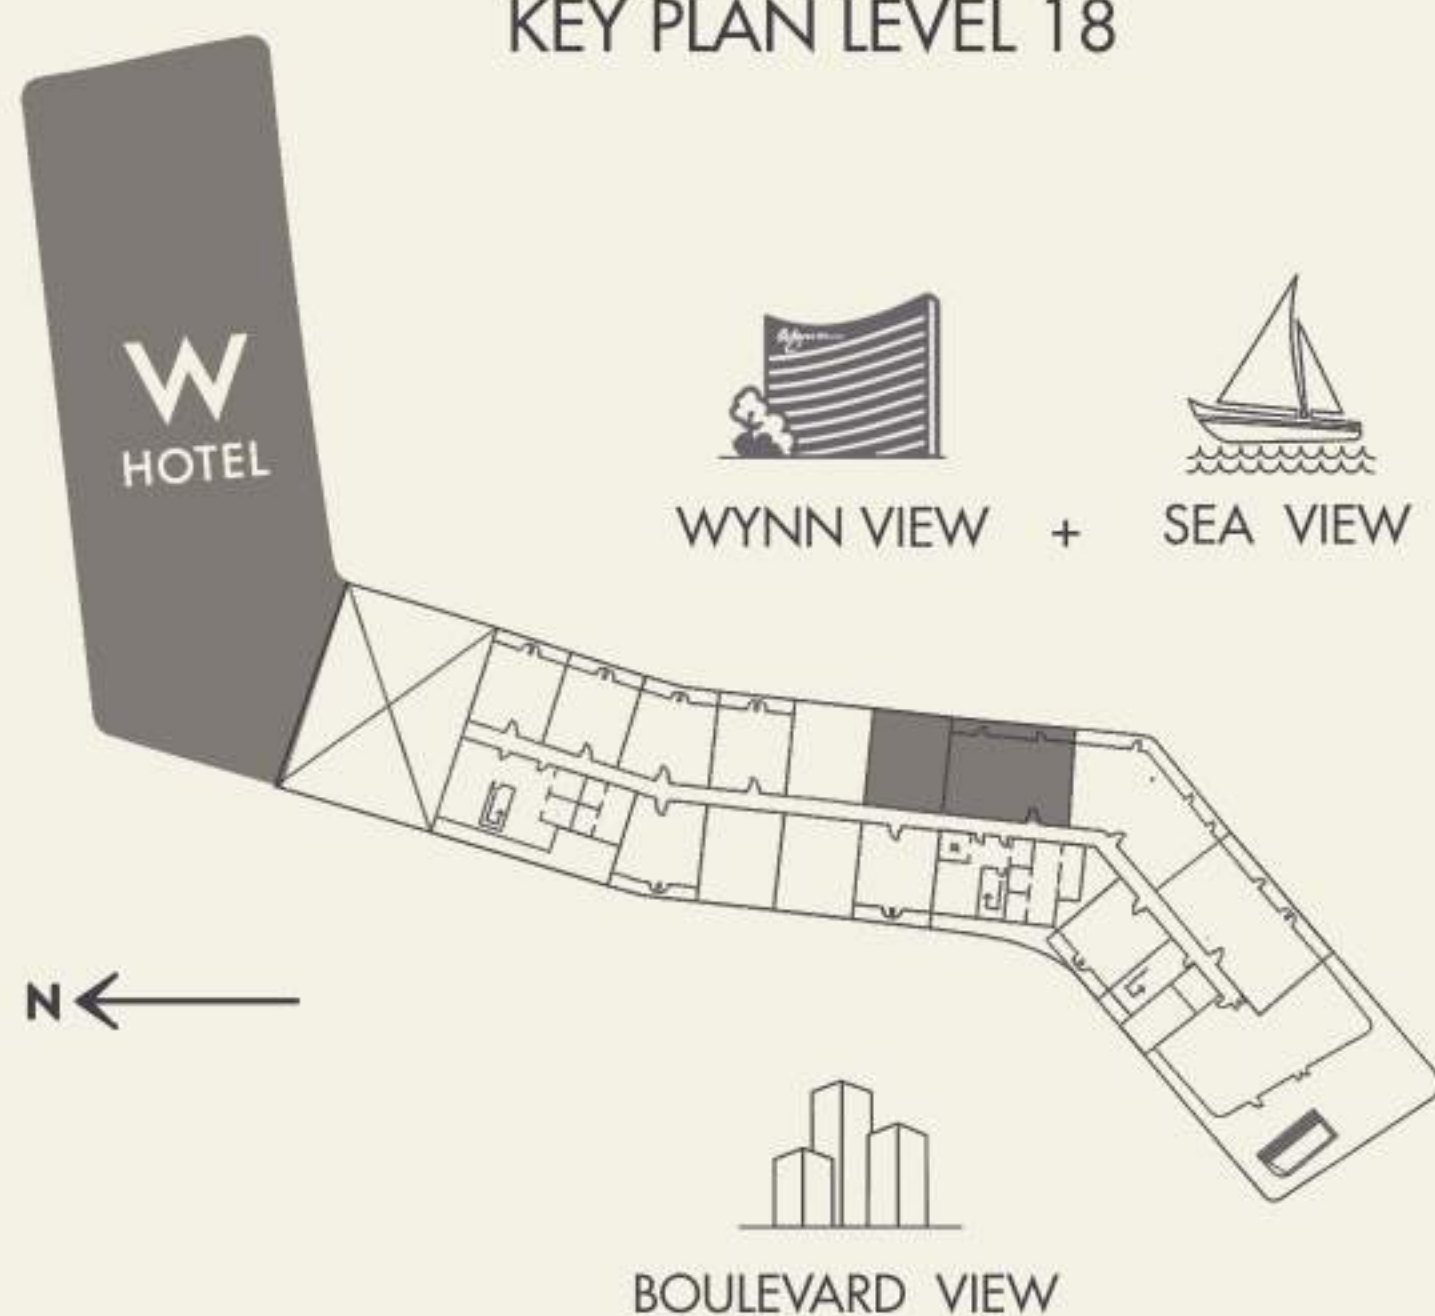 KEY PLAN LEVEL 18
W
HOTEL
WYNN VIEW + SEA VIEW
N
BOULEVARD VIEW